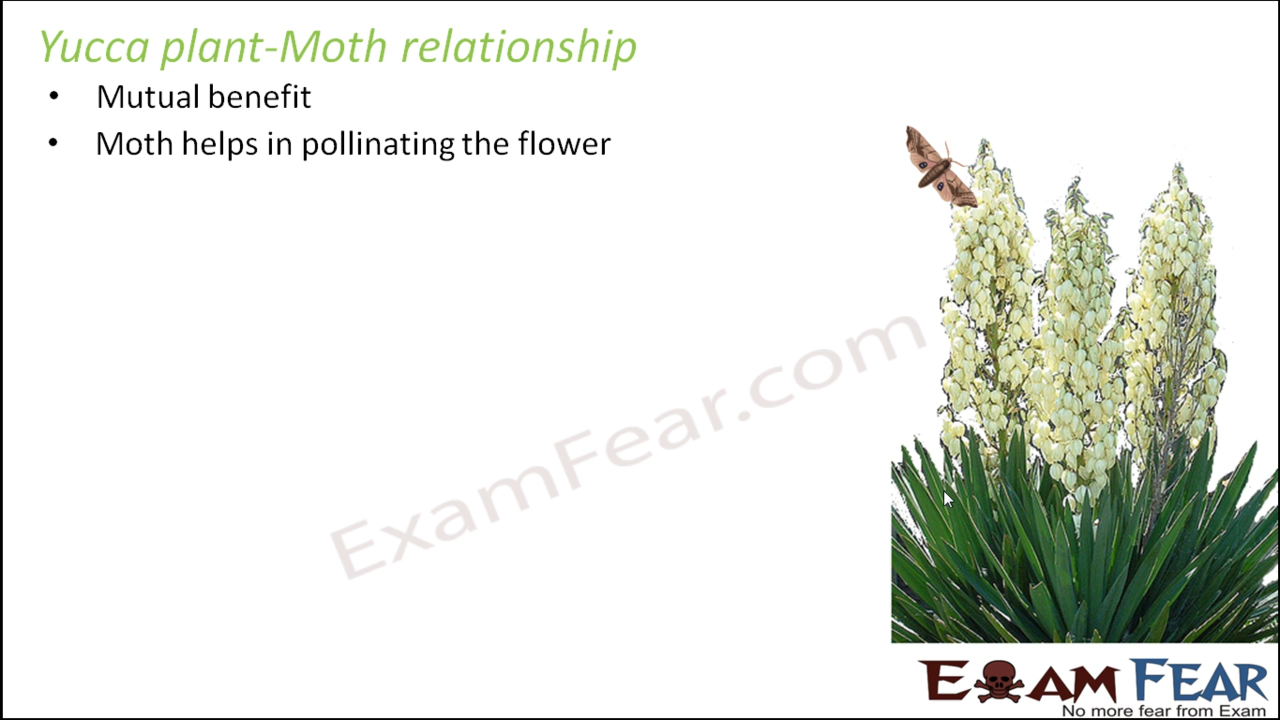 Yucca plant-Moth relationship
• Mutual benefit
• Moth helps in pollinating the flower
ExamFear.com
EXAM FEAR
No more fear from Exam